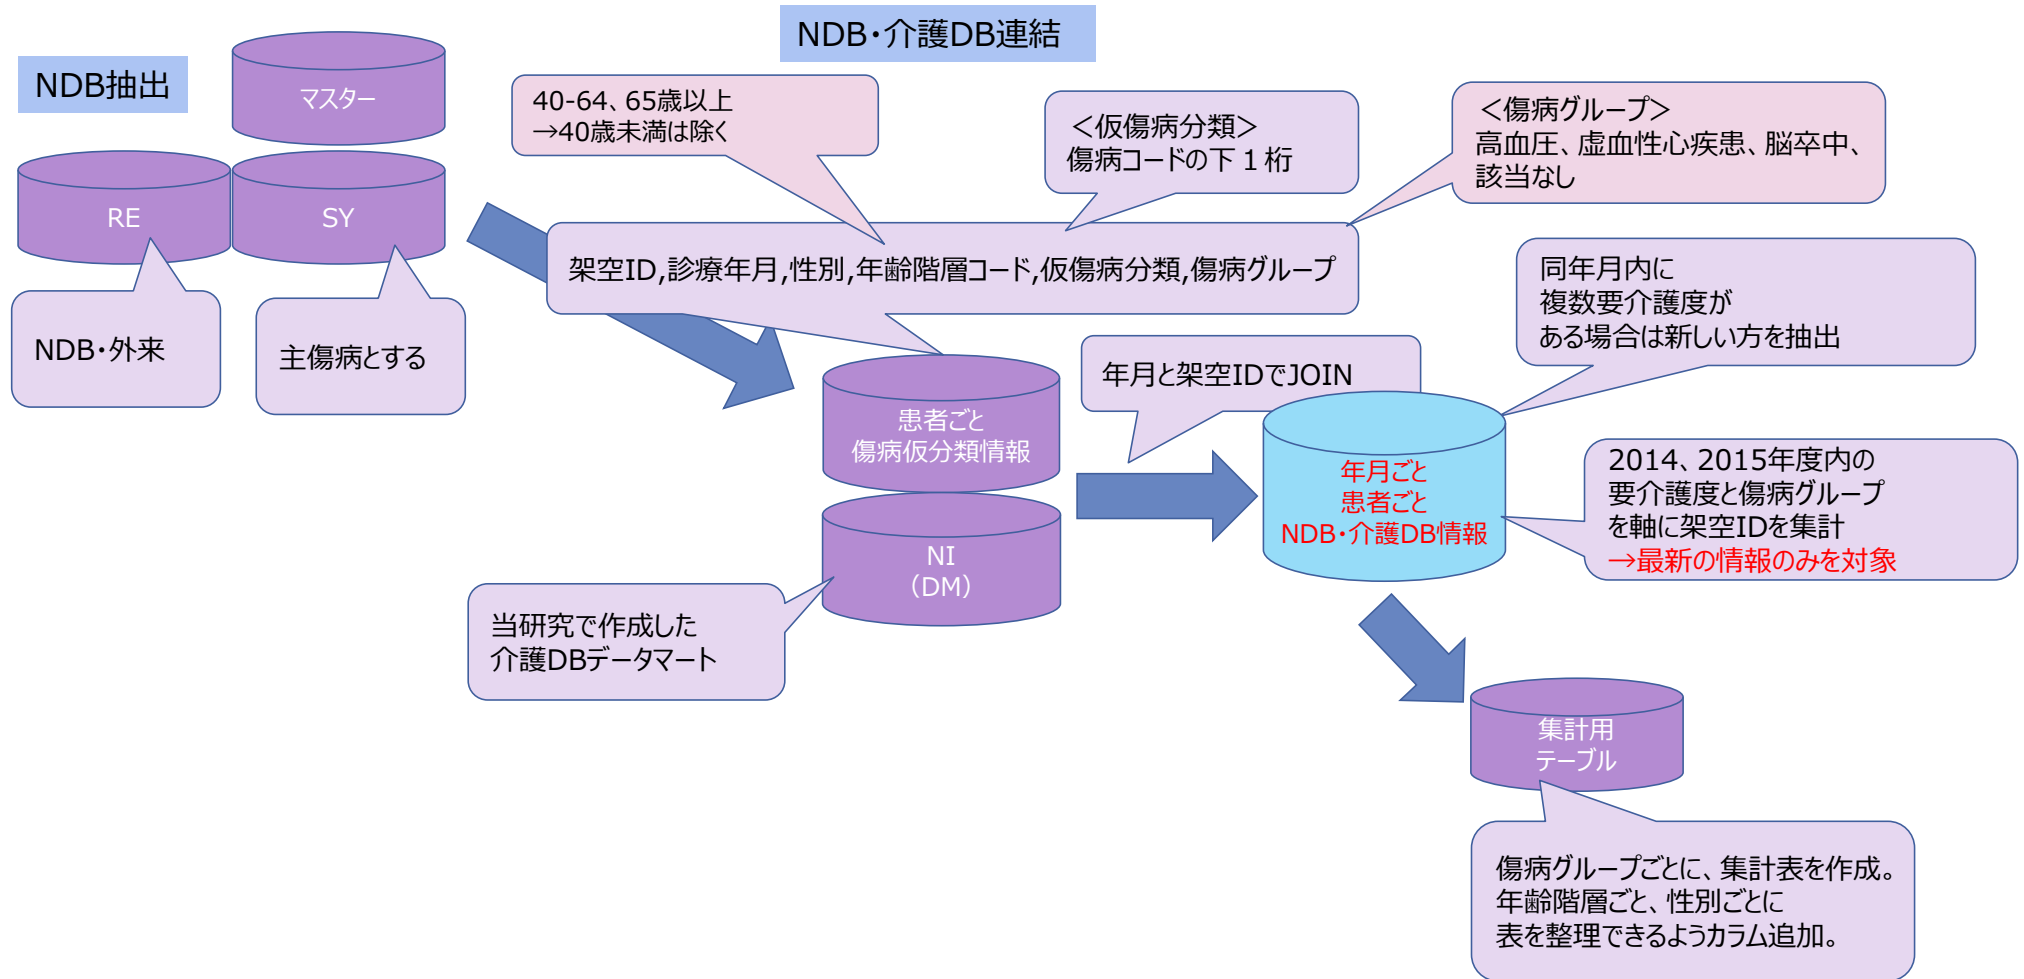 NDB・介護DB連結
NDB抽出
マスター
RE
SY
NDB・外来
主傷病とする
40-64、65歳以上
→40歳未満は除く
＜仮傷病分類＞
傷病コードの下１桁
＜傷病グループ＞
高血圧、虚血性心疾患、脳卒中、
該当なし
架空ID,診療年月,性別,年齢階層コード,仮傷病分類,傷病グループ
同年月内に
複数要介護度が
ある場合は新しい方を抽出
年月と架空IDでJOIN
患者ごと
傷病仮分類情報
NI
（DM）
当研究で作成した
介護DBデータマート
年月ごと
患者ごと
NDB・介護DB情報
2014、2015年度内の
要介護度と傷病グループ
を軸に架空IDを集計
→最新の情報のみを対象
集計用
テーブル
傷病グループごとに、集計表を作成。
年齢階層ごと、性別ごとに
表を整理できるようカラム追加。